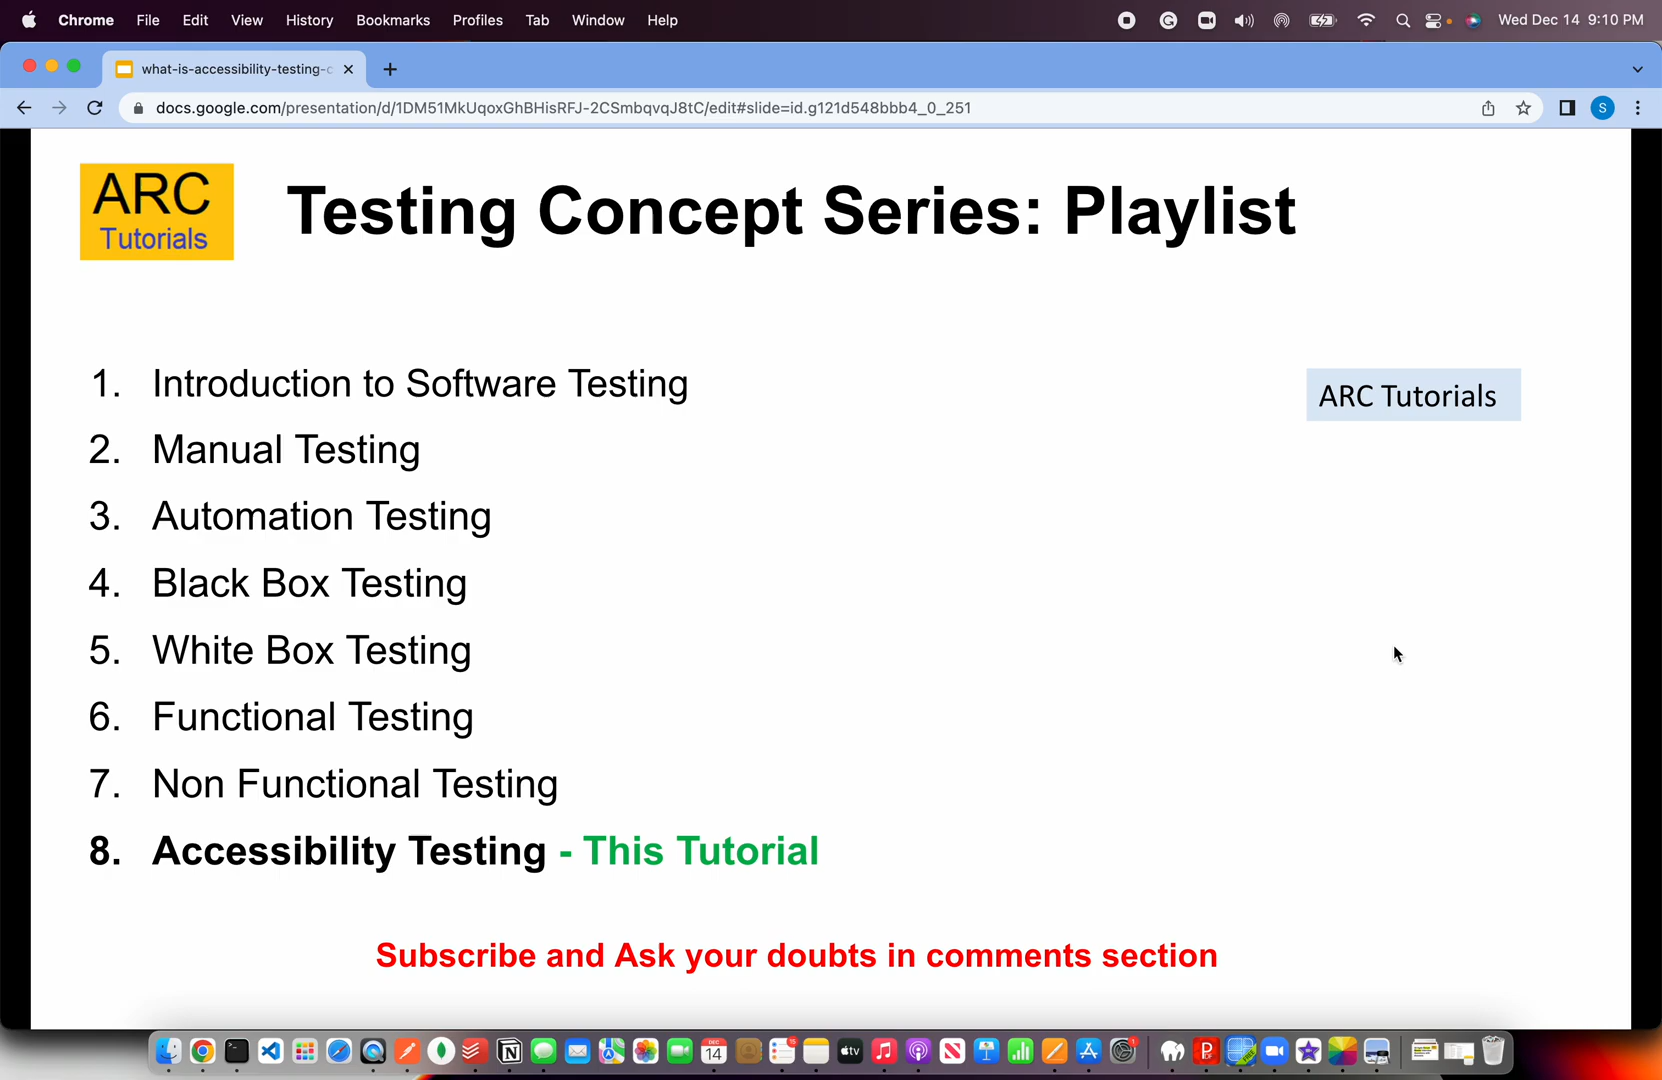 Chrome File Edit View History Bookmarks Profiles Tab Window Help Wed Dec 14 9:10 PM
what-is-accessibility-testing-
docs.google.com/presentation/d/1DM51MkUqoxGhBHisRFJ-2CSmbqvqJ8tC/edit#slide=id.g121d548bbb4_0_251 S
ARC
Tutorials
Testing Concept Series: Playlist
1. Introduction to Software Testing
ARC Tutorials
2. Manual Testing
3. Automation Testing
4. Black Box Testing
5. White Box Testing
6. Functional Testing
7. Non Functional Testing
8. Accessibility Testing - This Tutorial
Subscribe and Ask your doubts in comments section
DEC
14
tv